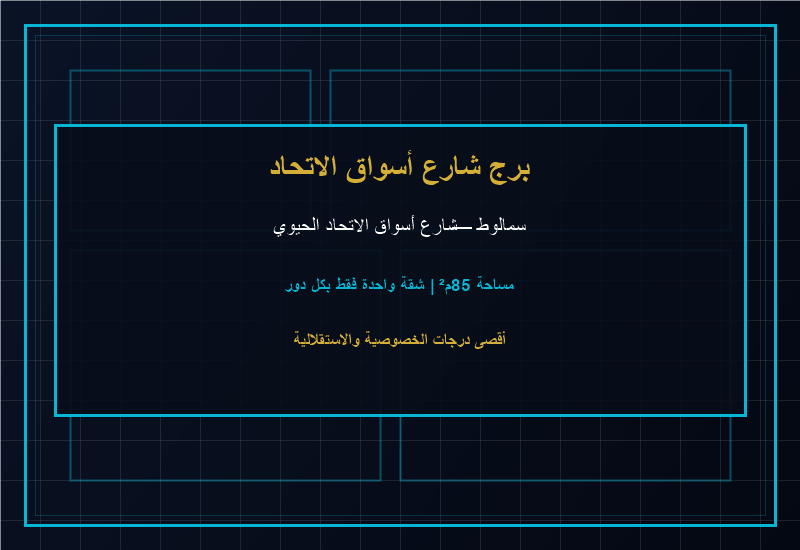 برج شارع أسواق الاتحاد
سمالوط —شارع أسواق الاتحاد الحيوي
مساحة 85م² | شقة واحدة فقط بكل دور
أقصى درجات الخصوصية والاستقلالية